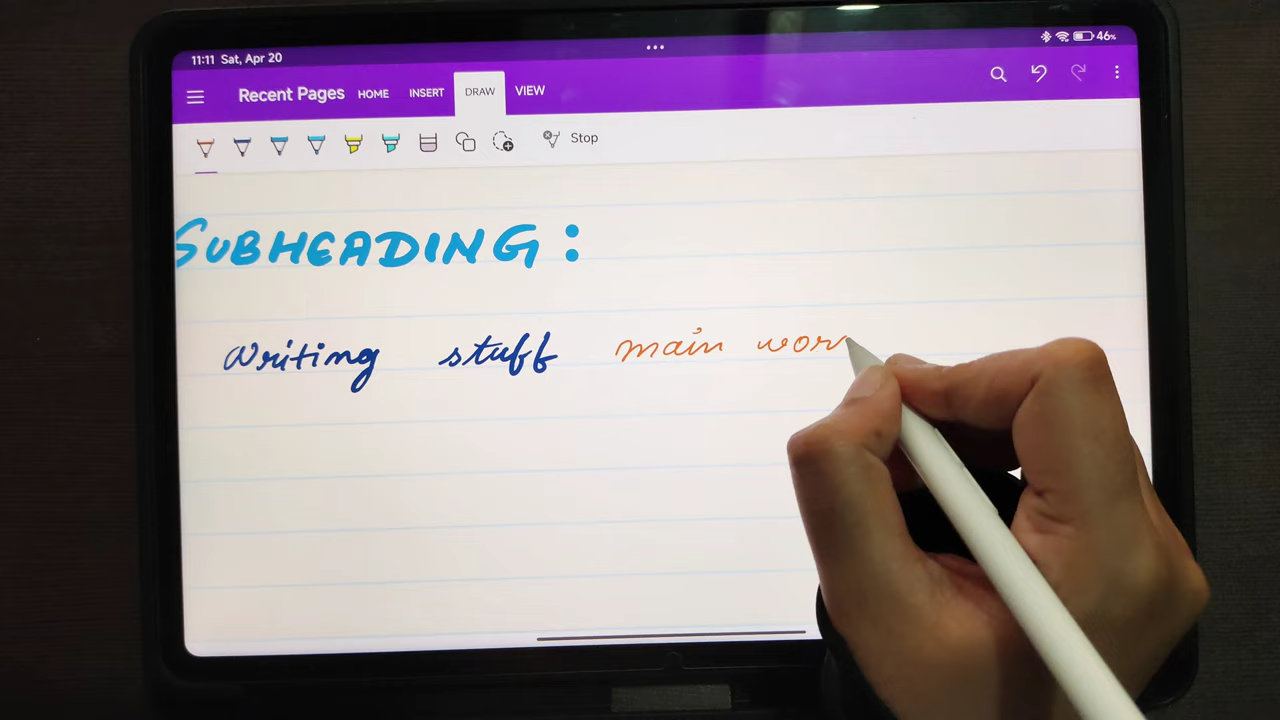 11:11 Sat, Apr 20
46%
Recent Pages HOME INSERT DRAW VIEW
Stop
SUBHEADING:
Writing stuff main wor